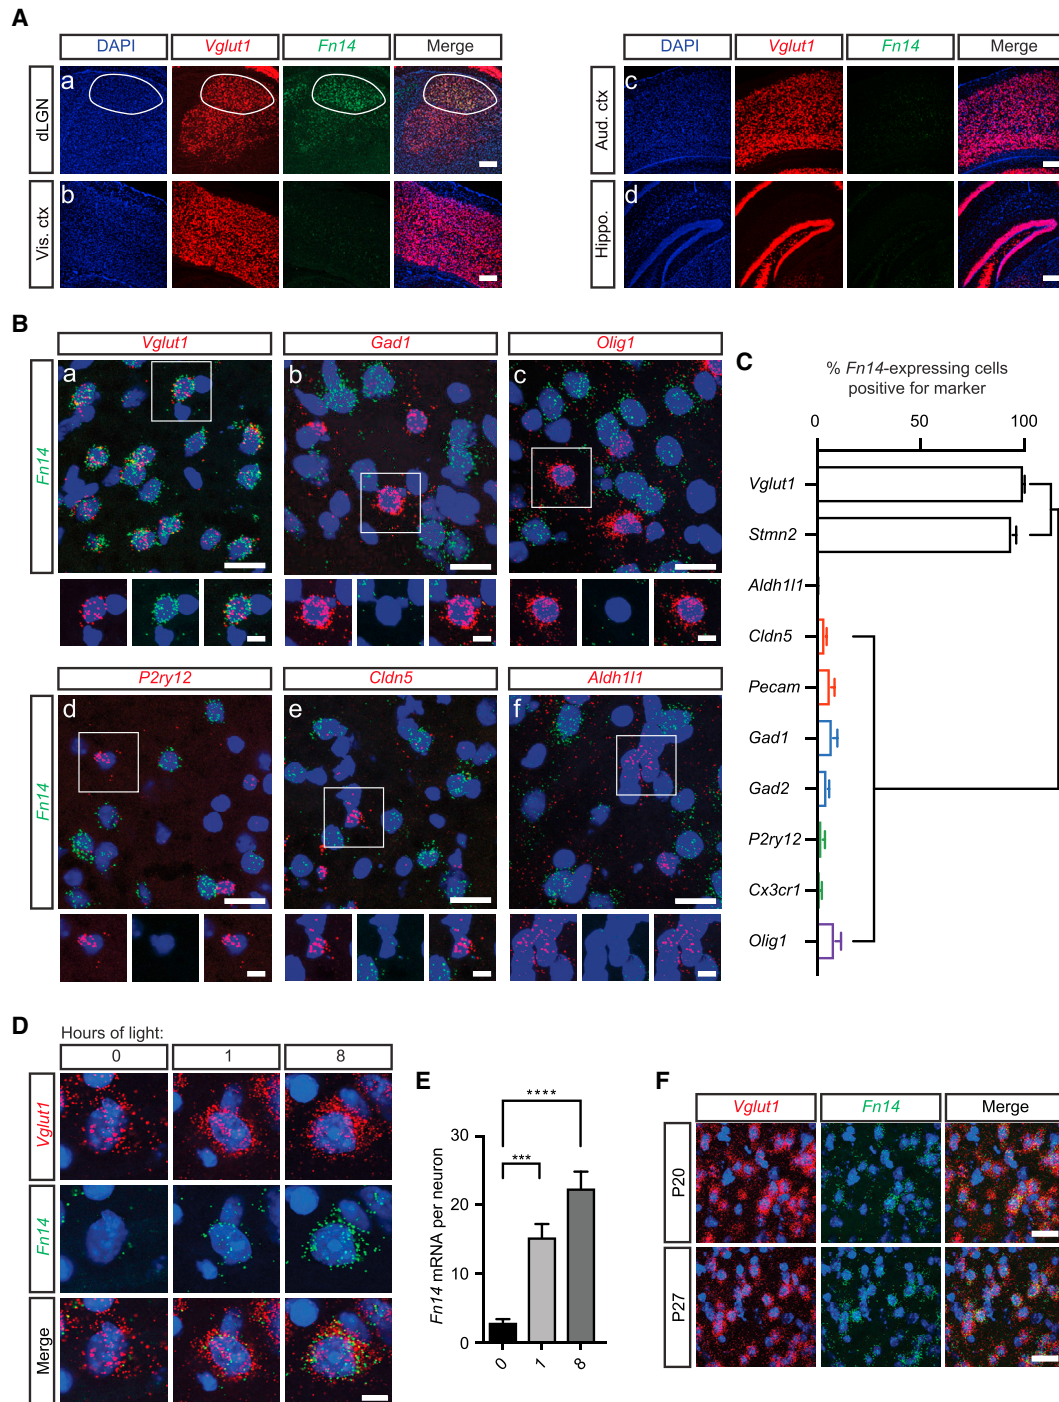 A
DAPI Vglut1 Fn14 Merge
a
dLGN
b
Vis. ctx
DAPI Vglut1 Fn14 Merge
c
Aud. ctx
d
Hippo.
B
Vglut1 Gad1 Olig1
a b c
Fn14
P2ry12 Cldn5 Aldh1l1
d e f
Fn14
C
% Fn14-expressing cells
positive for marker
0 50 100
Vglut1
Stmn2
Aldh1l1
Cldn5
Pecam
Gad1
Gad2
P2ry12
Cx3cr1
Olig1
D
Hours of light:
0 1 8
Vglut1
Fn14
Merge
E
****
***
Fn14 mRNA per neuron
30
20
10
0
0 1 8
F
Vglut1 Fn14 Merge
P20
P27